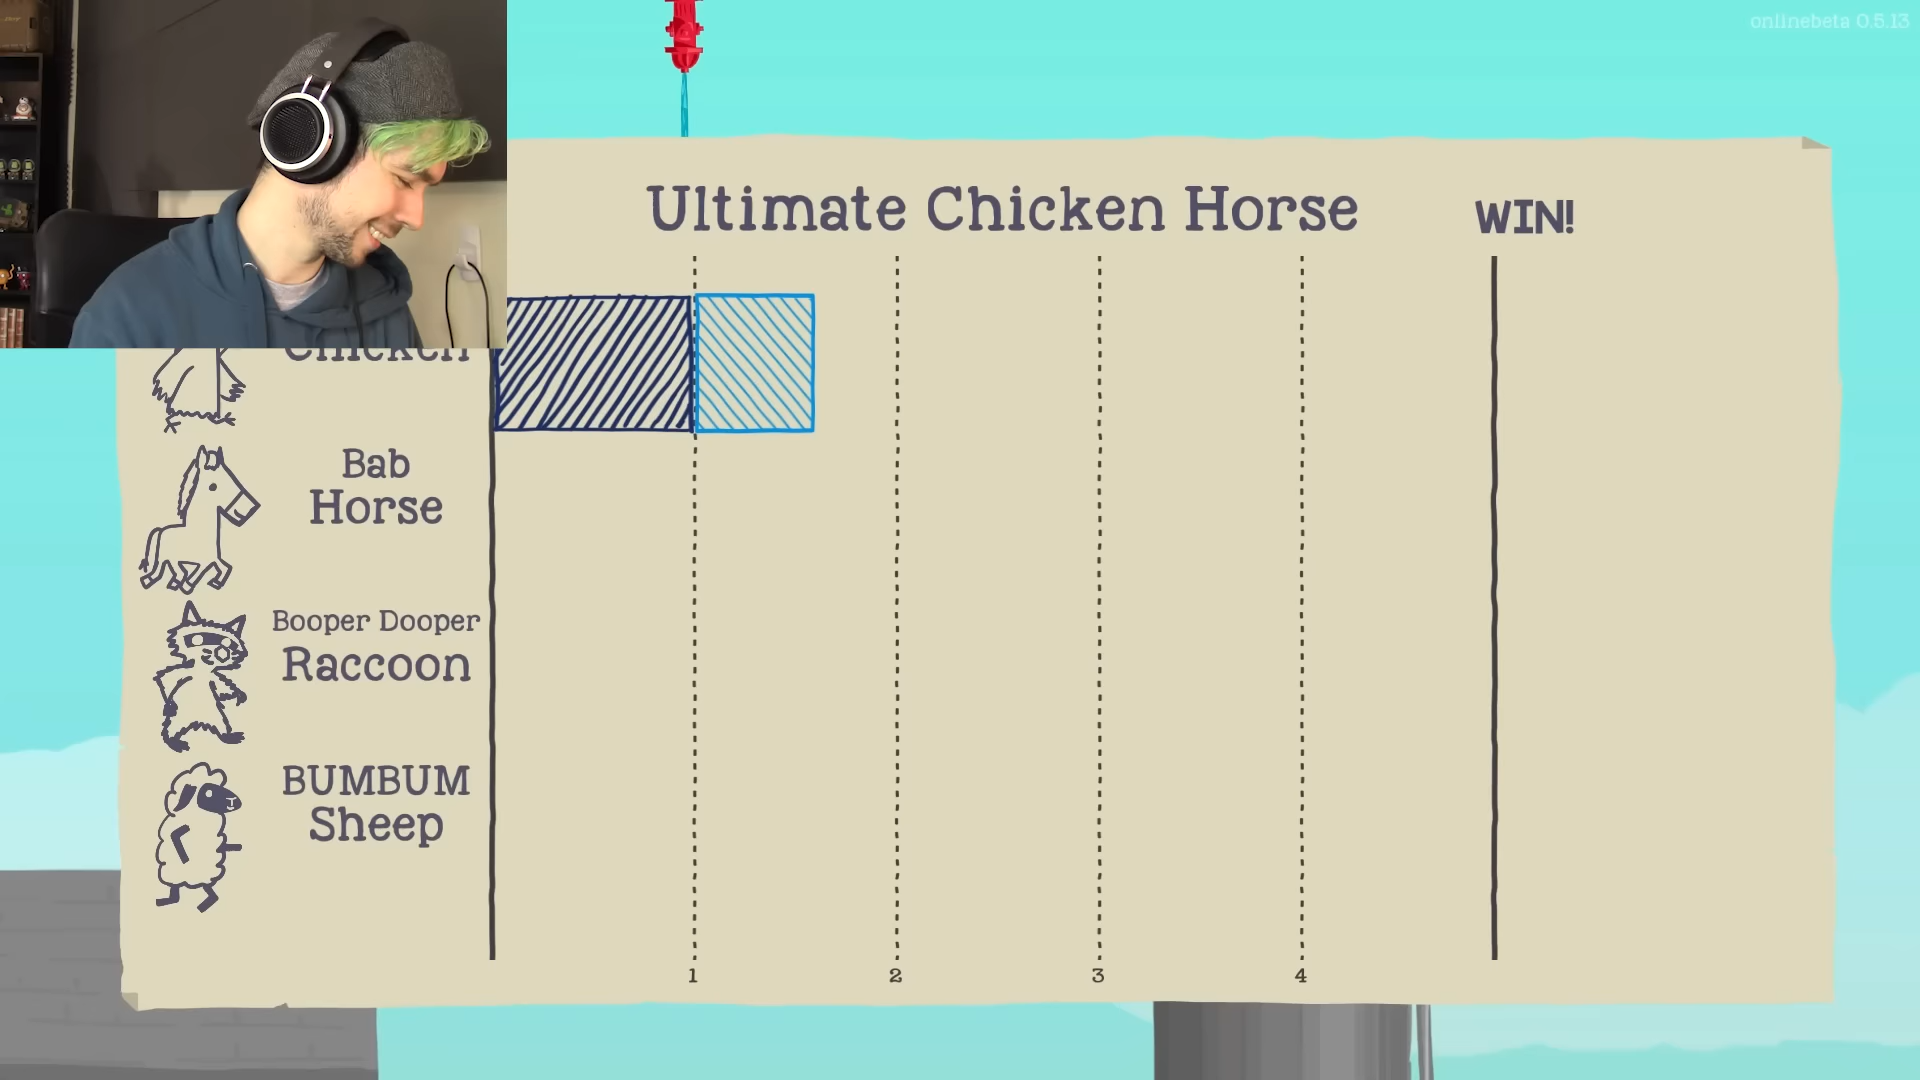 onlinebeta 0.5.13
Ultimate Chicken Horse
WIN!
Chicken
Bab
Horse
Booper Dooper
Raccoon
BUMBUM
Sheep
1 2 3 4